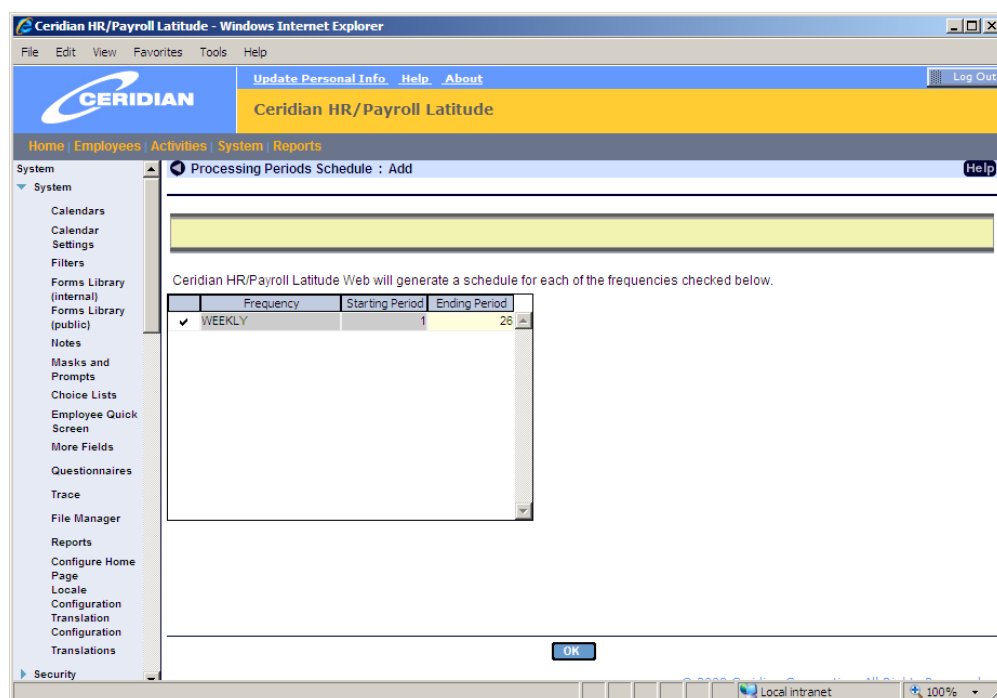 Ceridian HR/Payroll Latitude - Windows Internet Explorer
File Edit View Favorites Tools Help
CERIDIAN
Update Personal Info Help About
Log Out
Ceridian HR/Payroll Latitude
Home | Employees | Activities | System | Reports
System
Processing Periods Schedule : Add
Help
System
Calendars
Calendar
Settings
Filters
Forms Library
(internal)
Forms Library
(public)
Notes
Masks and
Prompts
Choice Lists
Employee Quick
Screen
More Fields
Questionnaires
Trace
File Manager
Reports
Configure Home
Page
Locale
Configuration
Translation
Configuration
Translations
Security
Ceridian HR/Payroll Latitude Web will generate a schedule for each of the frequencies checked below.
Frequency Starting Period Ending Period
WEEKLY 1 26
OK
Local intranet
100%